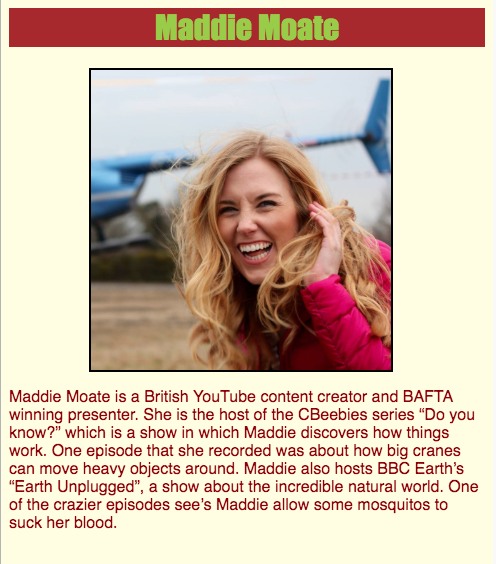 Maddie Moate
Maddie Moate is a British YouTube content creator and BAFTA
winning presenter. She is the host of the CBeebies series “Do you
know?” which is a show in which Maddie discovers how things
work. One episode that she recorded was about how big cranes
can move heavy objects around. Maddie also hosts BBC Earth’s
“Earth Unplugged”, a show about the incredible natural world. One
of the crazier episodes see’s Maddie allow some mosquitos to
suck her blood.